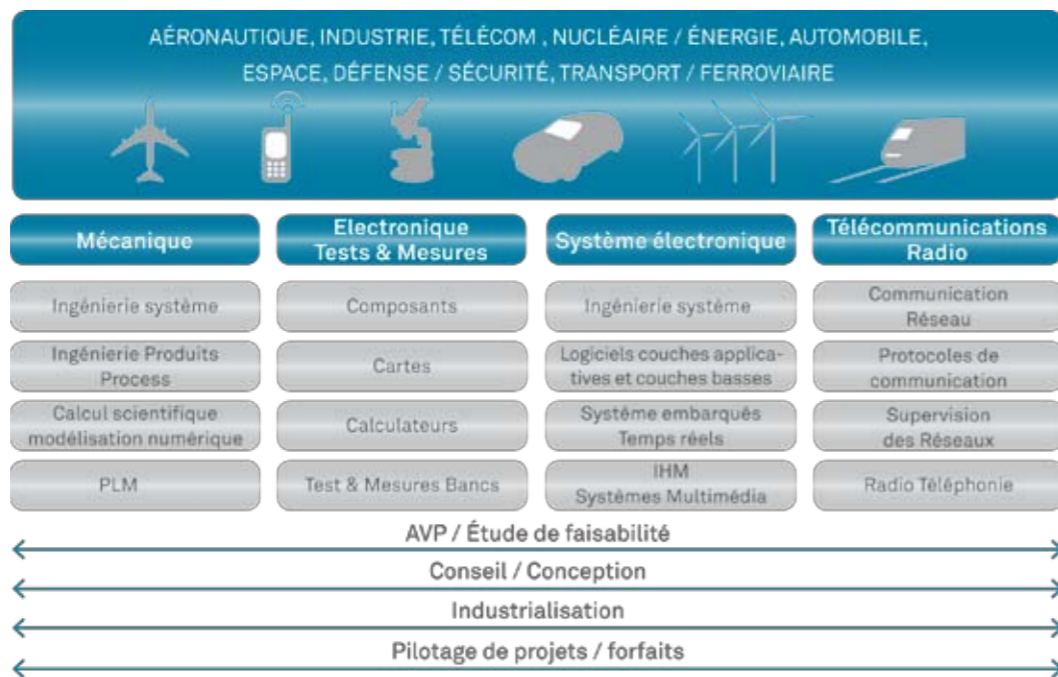 AÉRONAUTIQUE, INDUSTRIE, TÉLÉCOM , NUCLÉAIRE / ÉNERGIE, AUTOMOBILE,
ESPACE, DÉFENSE / SÉCURITÉ, TRANSPORT / FERROVIAIRE
Mécanique
Electronique
Tests & Mesures
Système électronique
Télécommunications
Radio
Ingénierie système
Composants
Ingénierie système
Communication
Réseau
Ingénierie Produits
Process
Cartes
Logiciels couches applica-
tives et couches basses
Protocoles de
communication
Calcul scientifique
modélisation numérique
Calculateurs
Système embarqués
Temps réels
Supervision
des Réseaux
PLM
Test & Mesures Bancs
IHM
Systèmes Multimédia
Radio Téléphonie
AVP / Étude de faisabilité
Conseil / Conception
Industrialisation
Pilotage de projets / forfaits